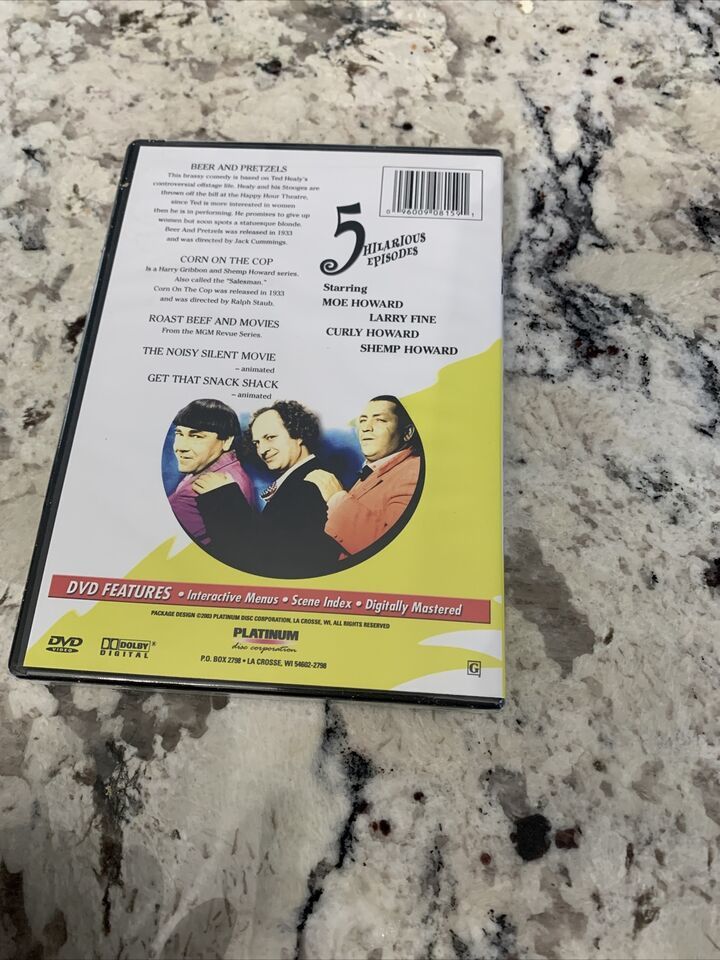 BEER AND PRETZELS
This brassy comedy is based on Ted Healy's
controversial offstage life. Healy and his Stooges are
thrown off the bill at the Happy Hour Theatre,
since Ted is more interested in women
then he is in performing. He promises to give up
women but soon spots a statuesque blonde.
Beer And Pretzels was released in 1933
and was directed by Jack Cummings.
CORN ON THE COP
Is a Harry Gribbon and Shemp Howard series.
Also called the "Salesman."
Corn On The Cop was released in 1933
and was directed by Ralph Staub.
ROAST BEEF AND MOVIES
From the MGM Revue Series.
THE NOISY SILENT MOVIE
– animated
GET THAT SNACK SHACK
– animated
0 96009 08159 1
5 HILARIOUS
EPISODES
Starring
MOE HOWARD
LARRY FINE
CURLY HOWARD
SHEMP HOWARD
DVD FEATURES • Interactive Menus • Scene Index • Digitally Mastered
PACKAGE DESIGN ©2003 PLATINUM DISC CORPORATION, LA CROSSE, WI, ALL RIGHTS RESERVED
DVD
VIDEO
DOLBY
DIGITAL
PLATINUM
disc corporation
P.O. BOX 2798 • LA CROSSE, WI 54602-2798
G